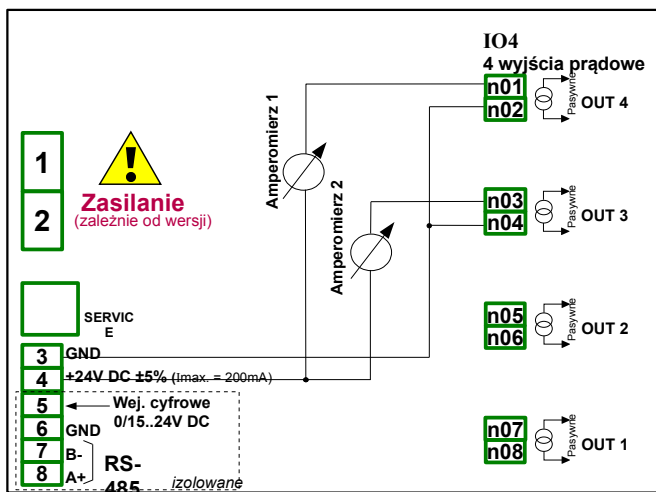 IO4
4 wyjścia prądowe
n01
n02
Pasywne
OUT 4
Amperomierz 1
1
2
Zasilanie
(zależnie od wersji)
Amperomierz 2
n03
n04
Pasywne
OUT 3
SERVIC
E
n05
n06
Pasywne
OUT 2
3 GND
4 +24V DC ±5% (Imax. = 200mA)
5 Wej. cyfrowe
0/15..24V DC
6 GND
7 B-
8 A+
RS-
485
izolowane
n07
n08
Pasywne
OUT 1